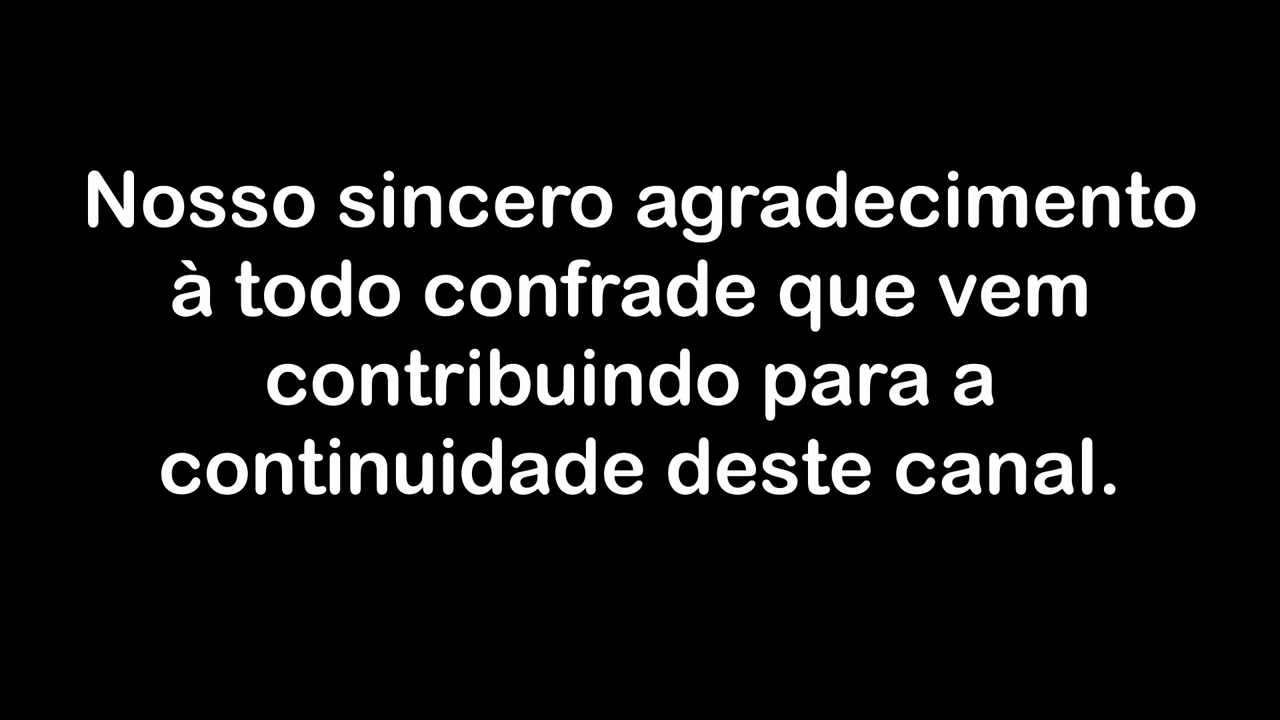 Nosso sincero agradecimento
à todo confrade que vem
contribuindo para a
continuidade deste canal.